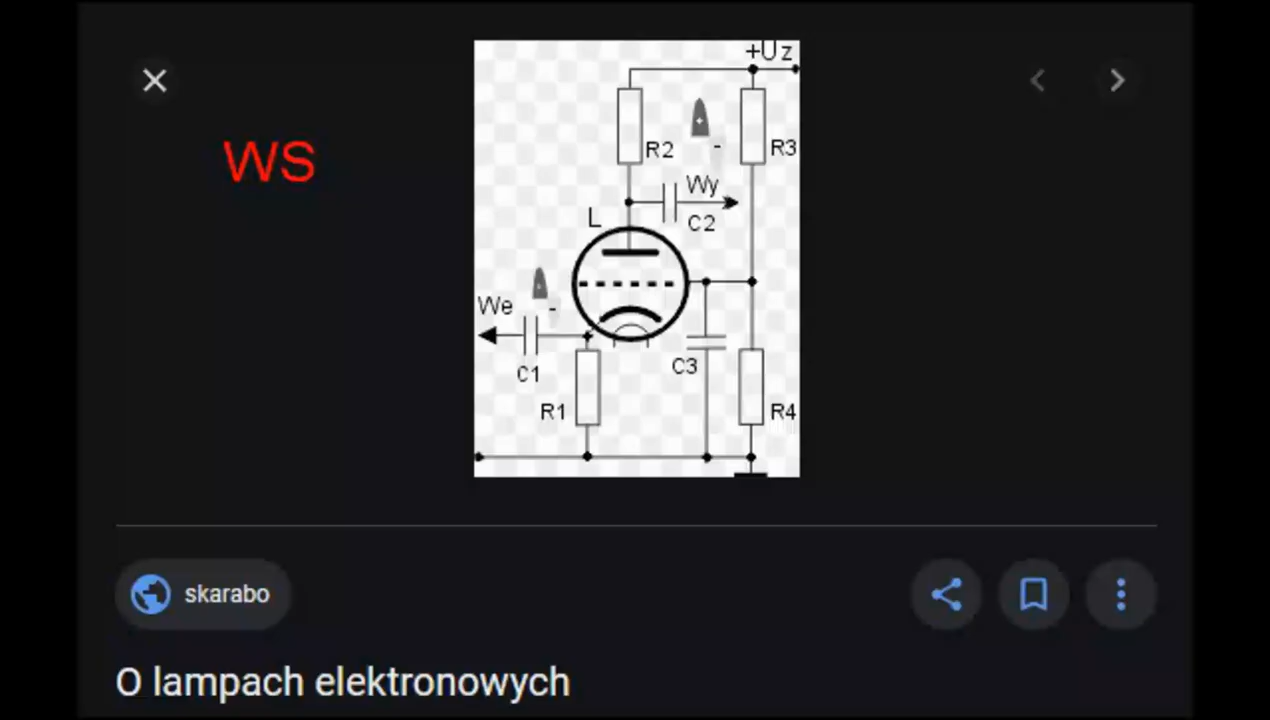 +Uz
WS
R2
R3
Wy
L
C2
We
C3
C1
R1
R4
skarabo
O lampach elektronowych